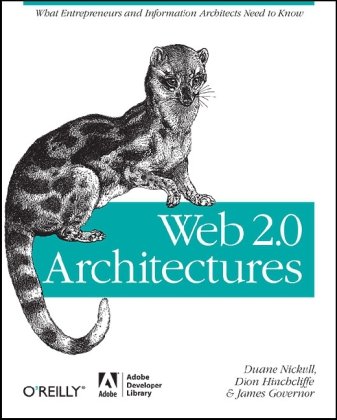 What Entrepreneurs and Information Architects Need to Know
Web 2.0
Architectures
Duane Nickull,
Dion Hinchcliffe
& James Governor
O'REILLY®
Adobe
Adobe
Developer
Library